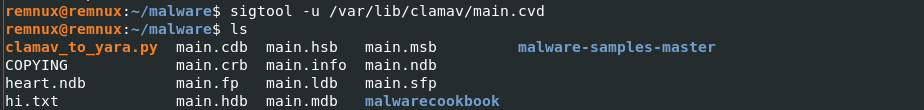 remnux@remnux:~/malware$ sigtool -u /var/lib/clamav/main.cvd
remnux@remnux:~/malware$ ls
clamav_to_yara.py main.cdb main.hsb main.msb malware-samples-master
COPYING main.crb main.info main.ndb
heart.ndb main.fp main.ldb main.sfp
hi.txt main.hdb main.mdb malwarecookbook